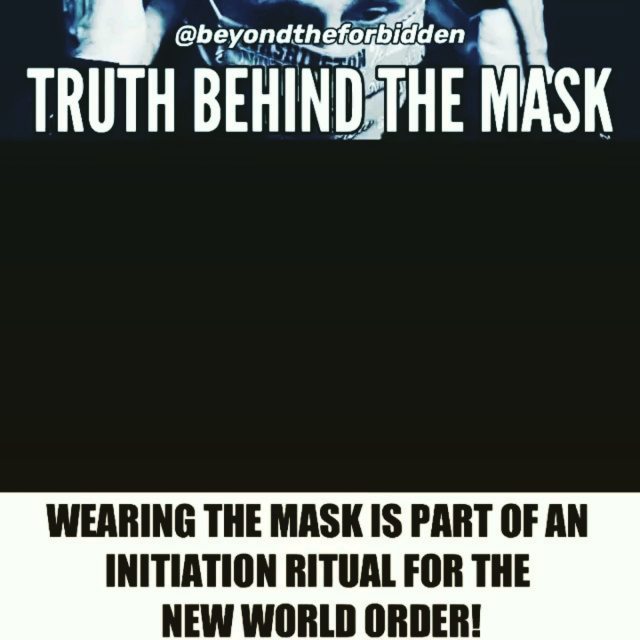 @beyondtheforbidden
TRUTH BEHIND THE MASK
WEARING THE MASK IS PART OF AN
INITIATION RITUAL FOR THE
NEW WORLD ORDER!